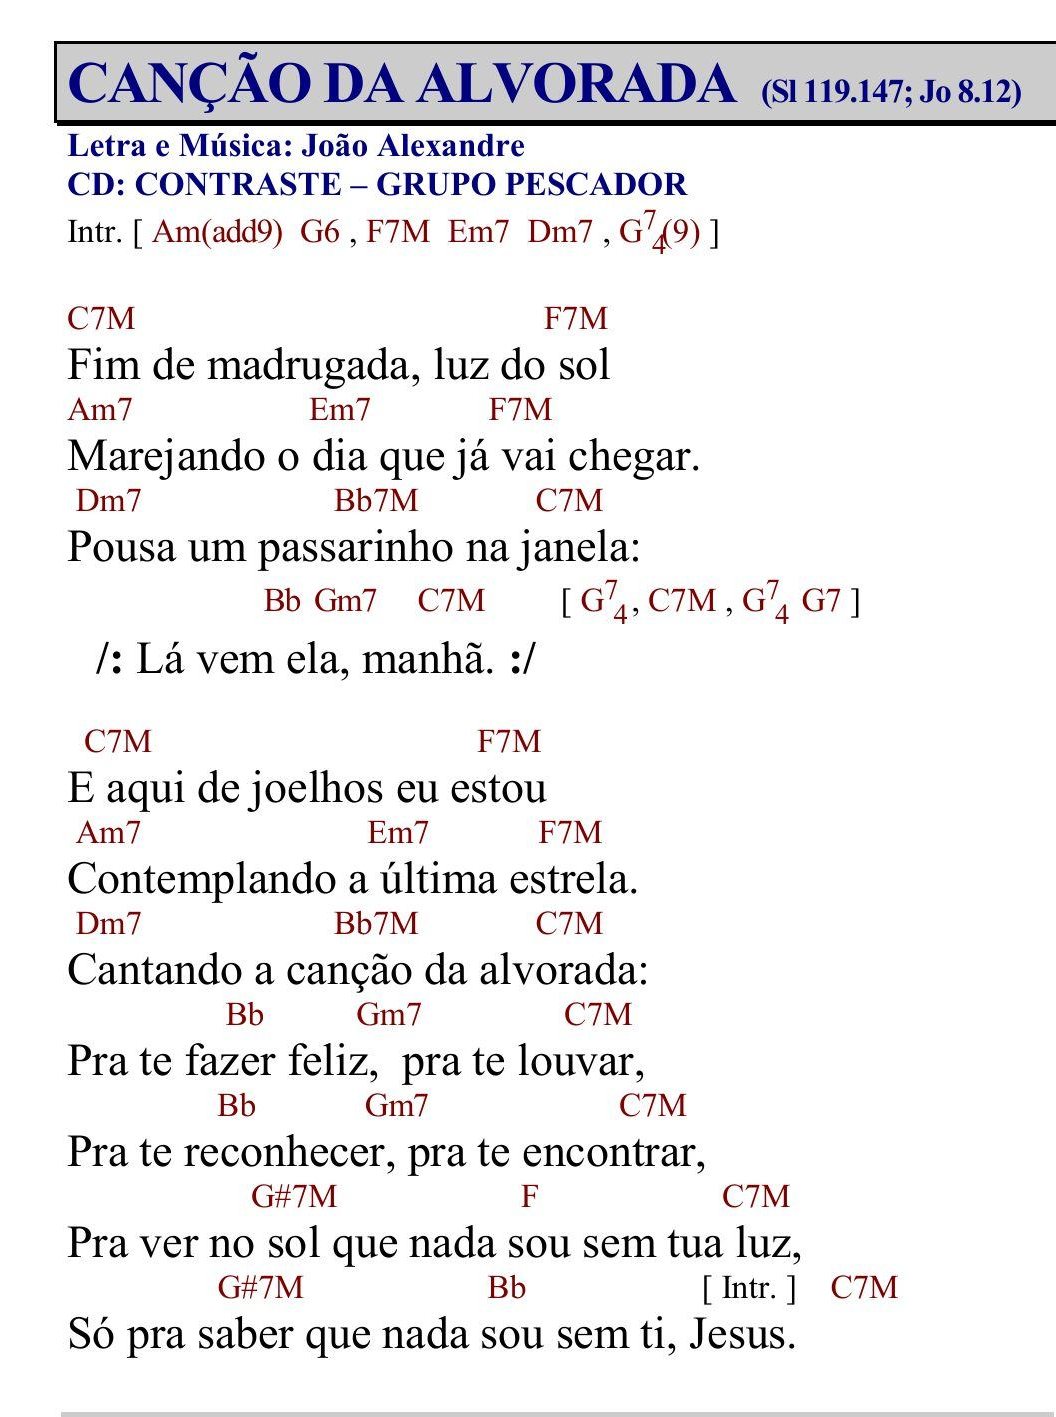 CANÇÃO DA ALVORADA (Sl 119.147; Jo 8.12)
Letra e Música: João Alexandre
CD: CONTRASTE – GRUPO PESCADOR
Intr. [ Am(add9) G6 , F7M Em7 Dm7 , G7 4(9) ]
C7M F7M
Fim de madrugada, luz do sol
Am7 Em7 F7M
Marejando o dia que já vai chegar.
Dm7 Bb7M C7M
Pousa um passarinho na janela:
Bb Gm7 C7M [ G7 4 , C7M , G7 4 G7 ]
/: Lá vem ela, manhã. :/
C7M F7M
E aqui de joelhos eu estou
Am7 Em7 F7M
Contemplando a última estrela.
Dm7 Bb7M C7M
Cantando a canção da alvorada:
Bb Gm7 C7M
Pra te fazer feliz, pra te louvar,
Bb Gm7 C7M
Pra te reconhecer, pra te encontrar,
G#7M F C7M
Pra ver no sol que nada sou sem tua luz,
G#7M Bb [ Intr. ] C7M
Só pra saber que nada sou sem ti, Jesus.